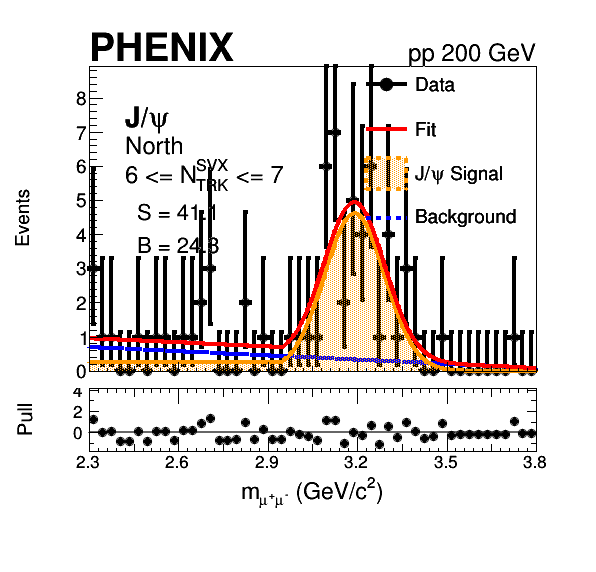 PHENIX
pp 200 GeV
J/ψ
North
6 <= N^SVX_TRK <= 7
S = 41.1
B = 24.3
Data
Fit
J/ψ Signal
Background
Events
8
7
6
5
4
3
2
1
0
Pull
4
2
0
2.3 2.6 2.9 3.2 3.5 3.8
m_μ⁺μ⁻ (GeV/c²)